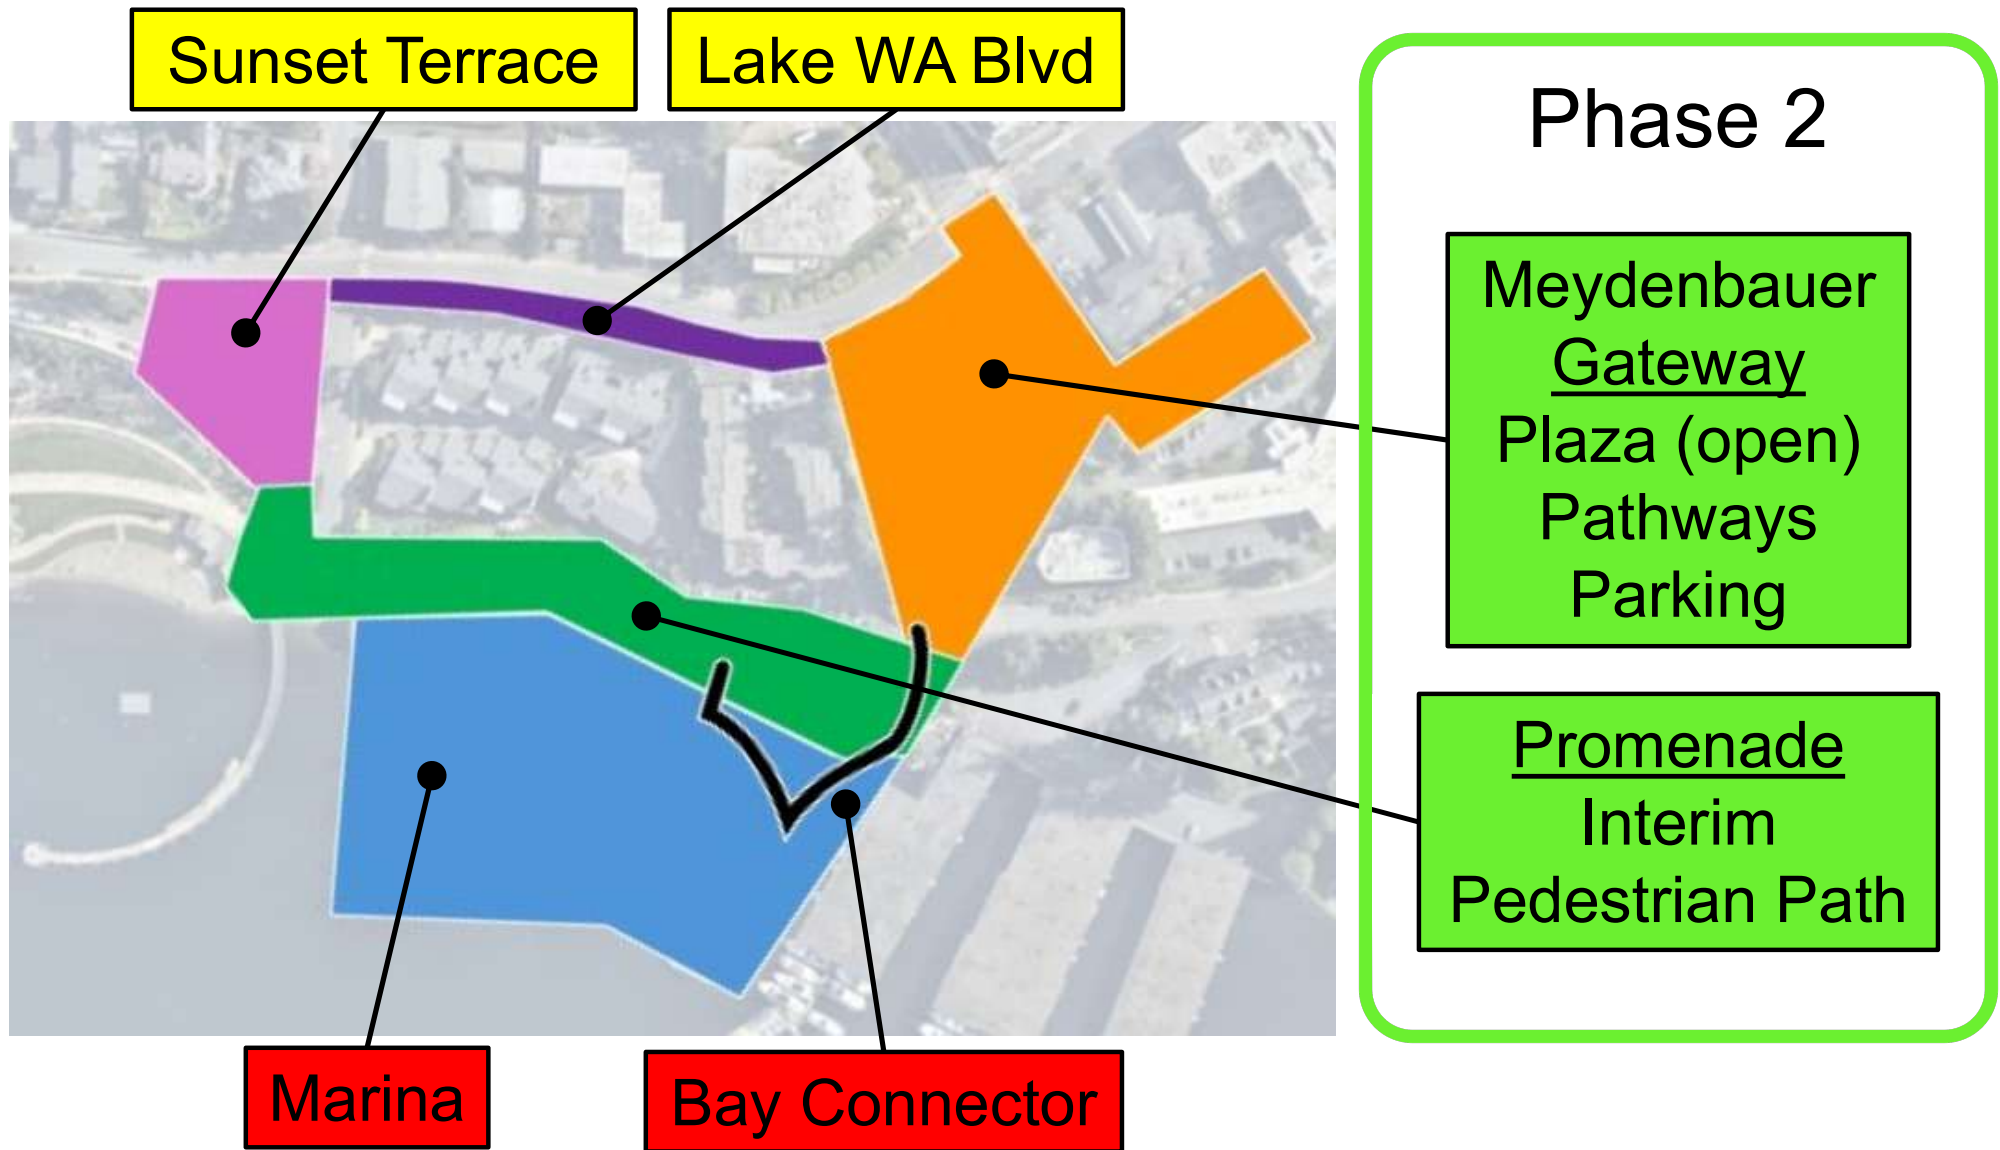 Sunset Terrace
Lake WA Blvd
Phase 2
Meydenbauer
Gateway
Plaza (open)
Pathways
Parking
Promenade
Interim
Pedestrian Path
Marina
Bay Connector